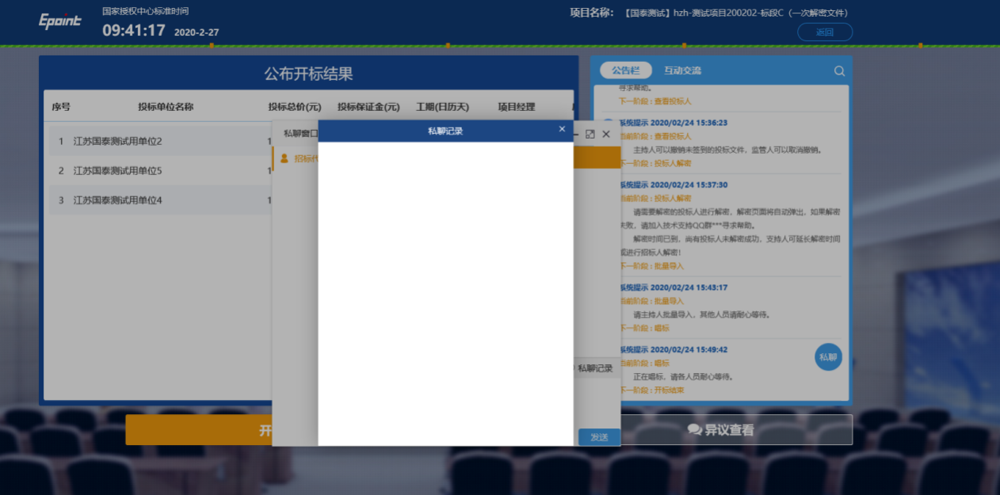 Epoint
国家授权中心标准时间
09:41:17 2020-2-27
项目名称: 【国泰测试】hzh-测试项目200202-标段C（一次解密文件）
返回
公布开标结果
序号 投标单位名称 投标总价(元) 投标保证金(元) 工期(日历天) 项目经理
1 江苏国泰测试用单位2 1
2 江苏国泰测试用单位5 1
3 江苏国泰测试用单位4 1
开
私聊窗口
招标代
私聊记录
×
私聊记录
发送
公告栏 互动交流
寻求帮助。
下一阶段 : 查看投标人
系统提示 2020/02/24 15:36:23
当前阶段 : 查看投标人
主持人可以撤销未签到的投标文件，监管人可以取消撤销。
下一阶段 : 投标人解密
系统提示 2020/02/24 15:37:30
当前阶段 : 投标人解密
请需要解密的投标人进行解密，解密页面将自动弹出，如果解密
失败，请加入技术支持QQ群***寻求帮助。
解密时间已到，尚有投标人未解密成功，支持人可延长解密时间
或进行招标人解密！
下一阶段 : 批量导入
系统提示 2020/02/24 15:43:17
当前阶段 : 批量导入
请主持人批量导入，其他人员请耐心等待。
下一阶段 : 唱标
系统提示 2020/02/24 15:49:42
当前阶段 : 唱标
正在唱标，请各人员耐心等待。
下一阶段 : 开标结束
私聊
异议查看